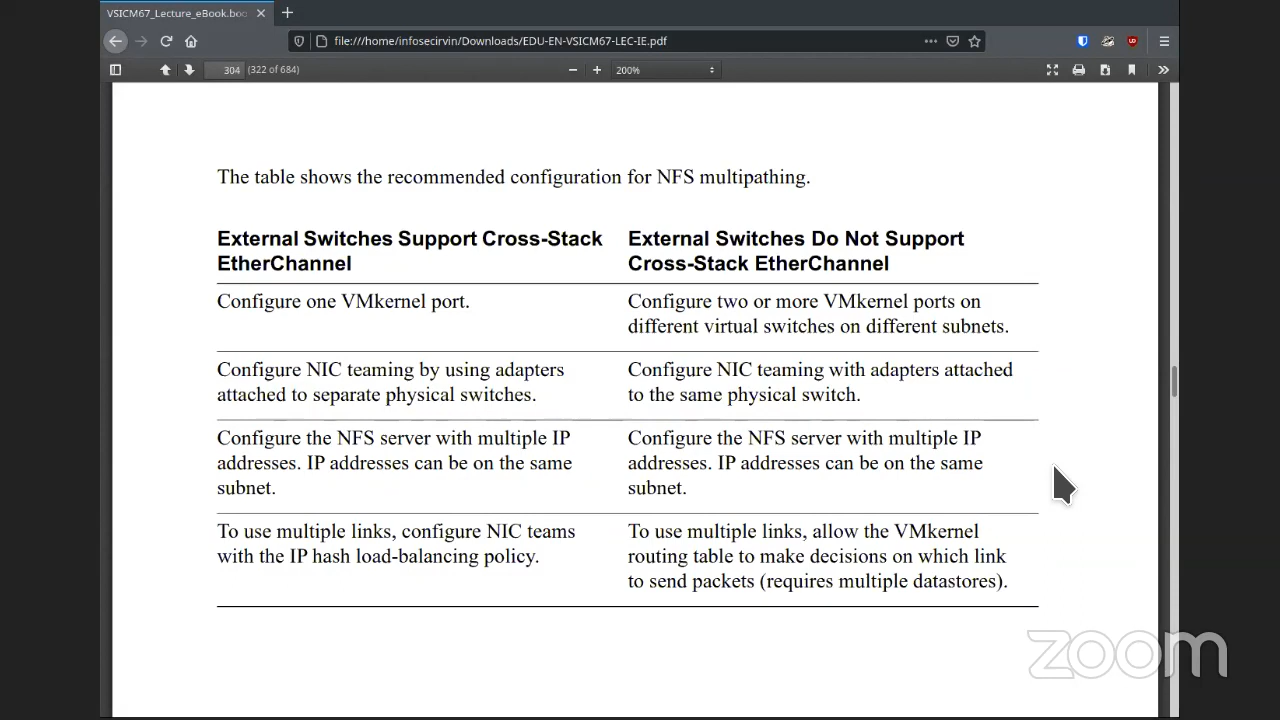 VSICM67_Lecture_eBook.boo
file:///home/infosecirvin/Downloads/EDU-EN-VSICM67-LEC-IE.pdf
304 (322 of 684)
200%
The table shows the recommended configuration for NFS multipathing.
External Switches Support Cross-Stack
EtherChannel
External Switches Do Not Support
Cross-Stack EtherChannel
Configure one VMkernel port.
Configure two or more VMkernel ports on
different virtual switches on different subnets.
Configure NIC teaming by using adapters
attached to separate physical switches.
Configure NIC teaming with adapters attached
to the same physical switch.
Configure the NFS server with multiple IP
addresses. IP addresses can be on the same
subnet.
Configure the NFS server with multiple IP
addresses. IP addresses can be on the same
subnet.
To use multiple links, configure NIC teams
with the IP hash load-balancing policy.
To use multiple links, allow the VMkernel
routing table to make decisions on which link
to send packets (requires multiple datastores).
zoom